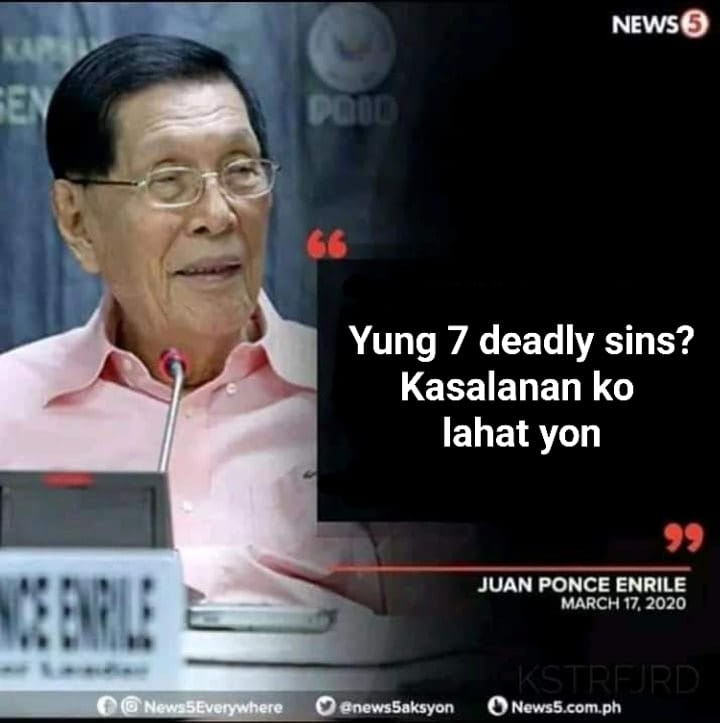 NEWS5
PRIB
“
Yung 7 deadly sins?
Kasalanan ko
lahat yon
”
JUAN PONCE ENRILE
MARCH 17, 2020
NCE ENRILE
KSTRFJRD
News5Everywhere @news5aksyon News5.com.ph